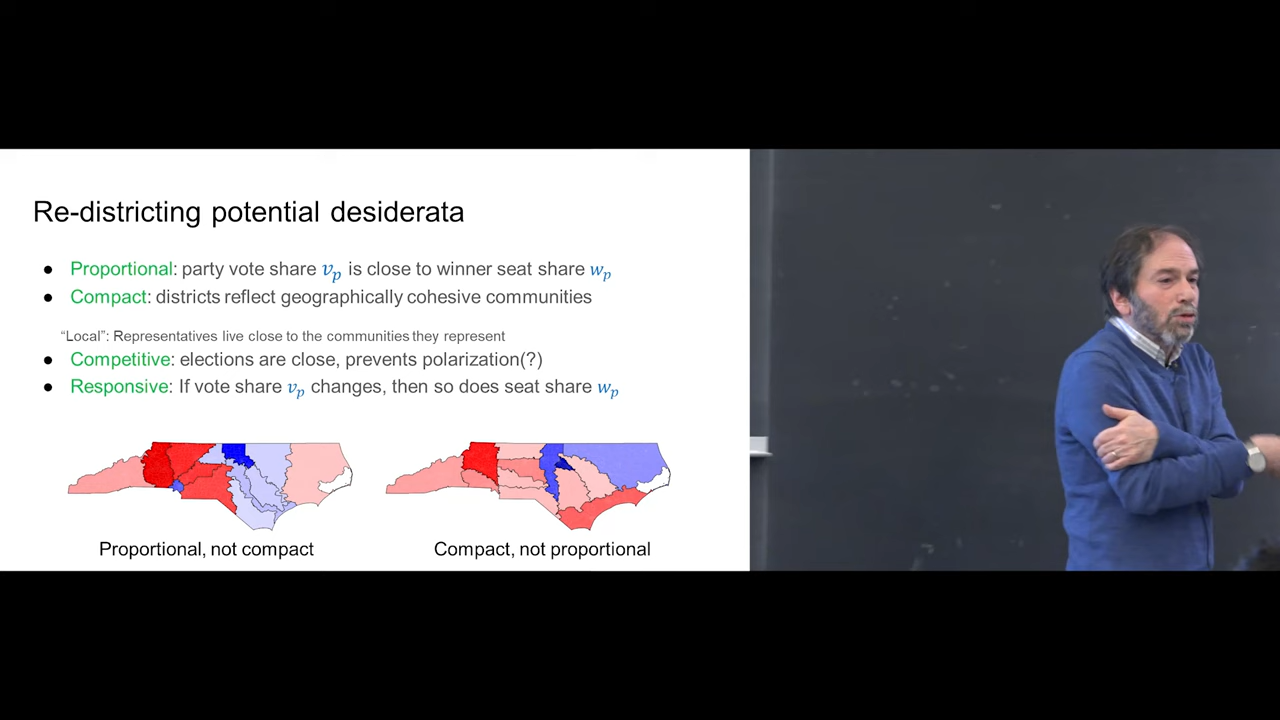 Re-districting potential desiderata
● Proportional: party vote share vₚ is close to winner seat share wₚ
● Compact: districts reflect geographically cohesive communities
“Local”: Representatives live close to the communities they represent
● Competitive: elections are close, prevents polarization(?)
● Responsive: If vote share vₚ changes, then so does seat share wₚ
Proportional, not compact
Compact, not proportional